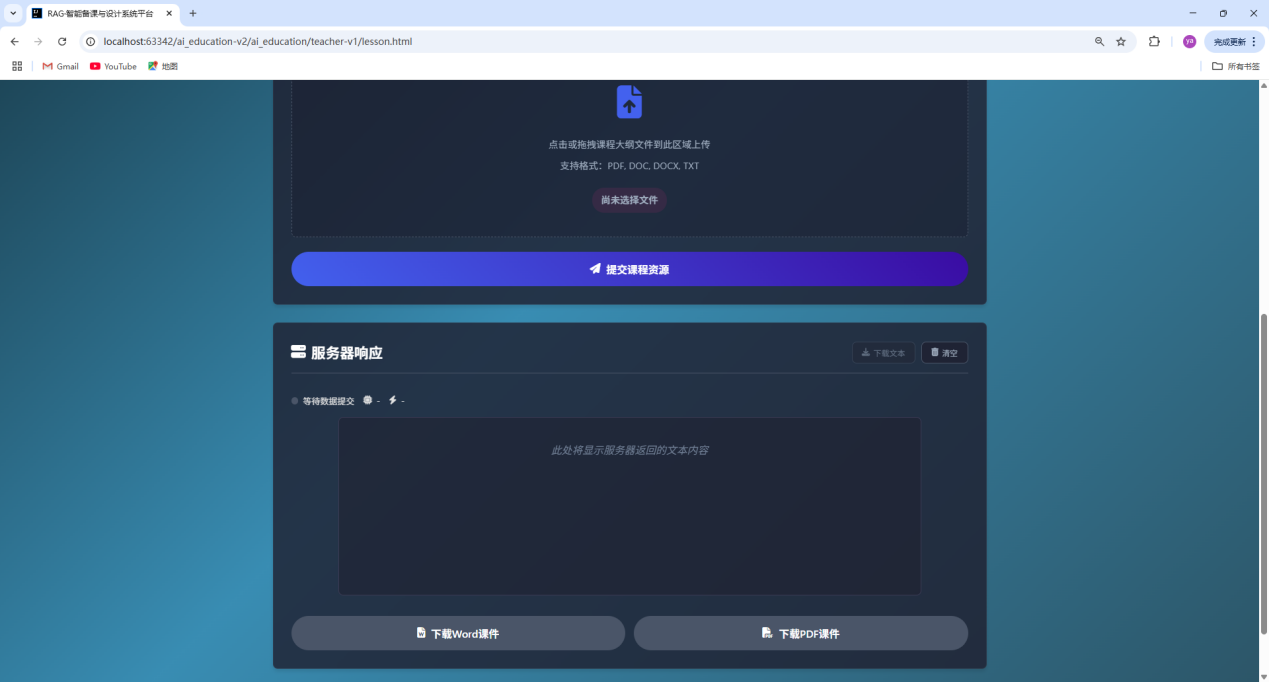 RAG-智能备课与设计系统平台
localhost:63342/ai_education-v2/ai_education/teacher-v1/lesson.html
ya
完成更新
Gmail
YouTube
地图
所有书签
点击或拖拽课程大纲文件到此区域上传
支持格式：PDF, DOC, DOCX, TXT
尚未选择文件
提交课程资源
服务器响应
下载文本
清空
等待数据提交 - -
此处将显示服务器返回的文本内容
下载Word课件
下载PDF课件